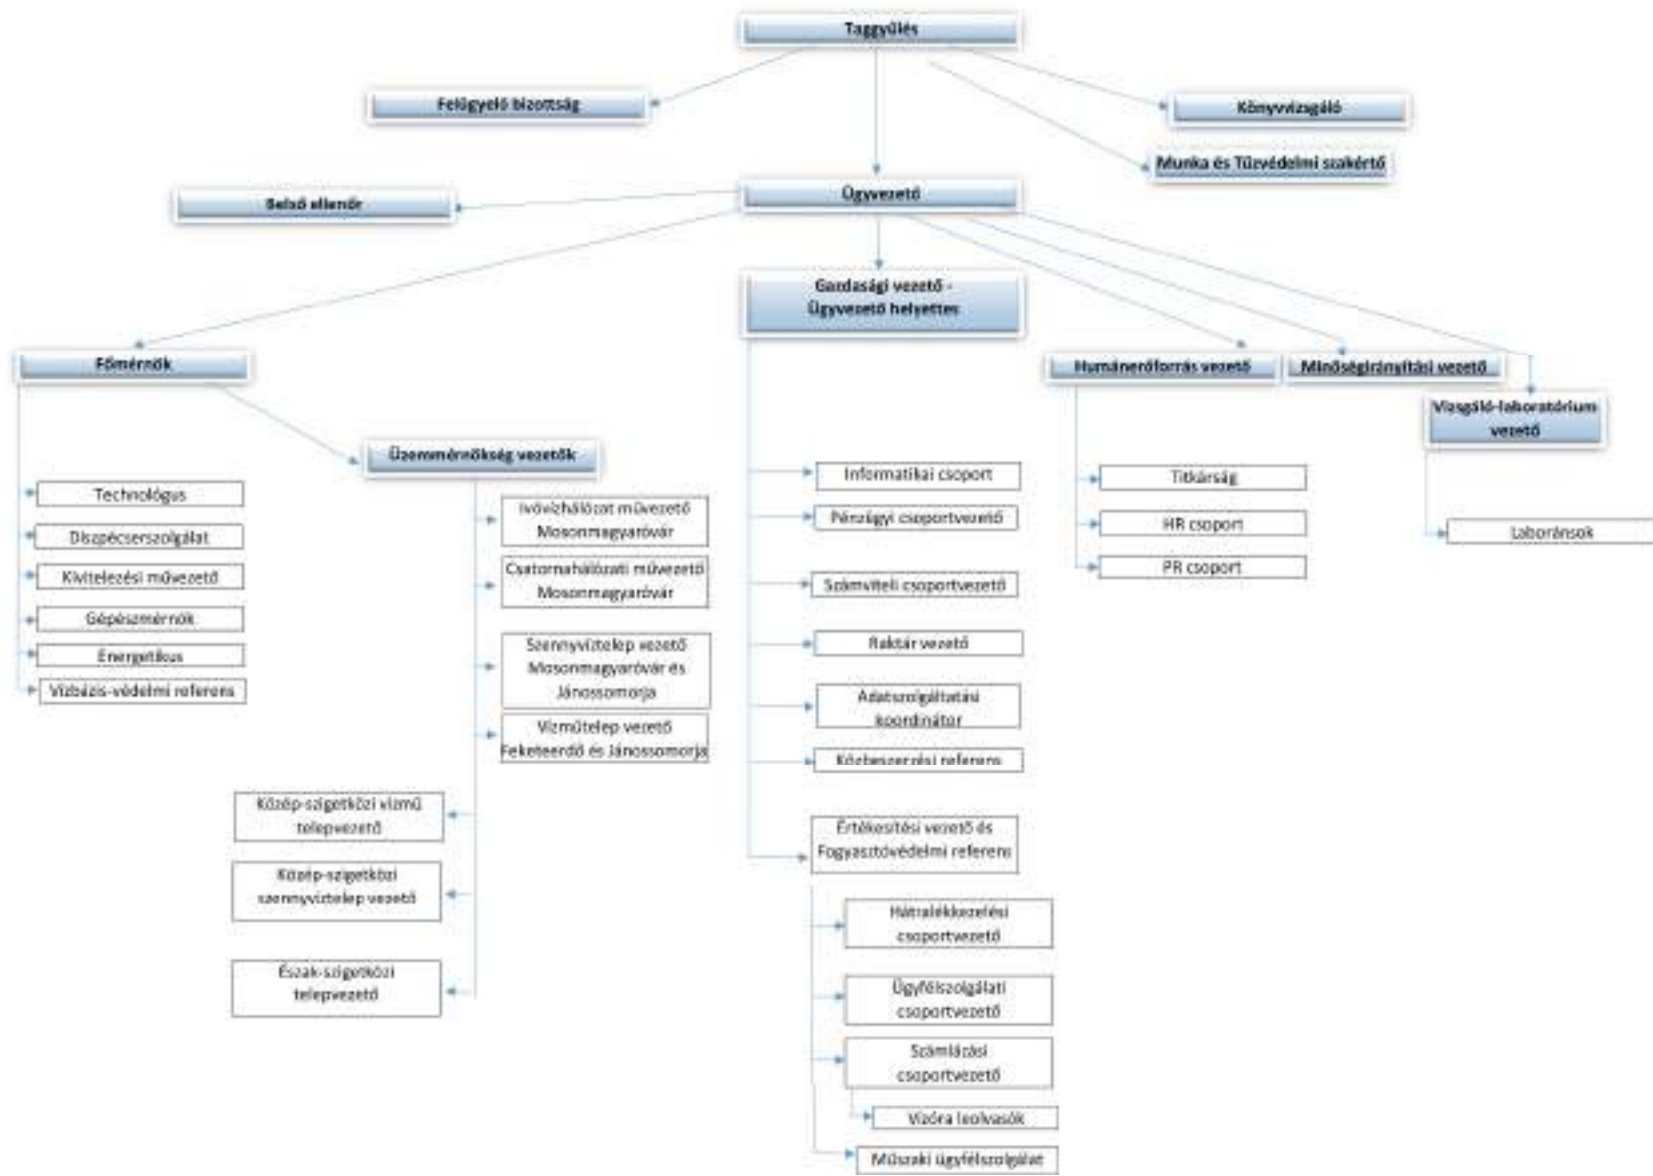 Taggyűlés
Felügyelő bizottság
Könyvvizsgáló
Munka és Tűzvédelmi szakértő
Belső ellenőr
Ügyvezető
Gazdasági vezető -
Ügyvezető helyettes
Főmérnök
Humánerőforrás vezető
Minőségirányítási vezető
Vizsgáló-laboratórium
vezető
Üzemmérnökség vezetők
Technológus
Diszpécserszolgálat
Kivitelezési művezető
Gépészmérnök
Energetikus
Vízbázis-védelmi referens
Ivóvízhálózat művezető
Mosonmagyaróvár
Csatornahálózati művezető
Mosonmagyaróvár
Szennyvíztelep vezető
Mosonmagyaróvár és
Jánossomorja
Vízműtelep vezető
Feketeerdő és Jánossomorja
Közép-szigetközi vízmű
telepvezető
Közép-szigetközi
szennyvíztelep vezető
Észak-szigetközi
telepvezető
Informatikai csoport
Pénzügyi csoportvezető
Számviteli csoportvezető
Raktár vezető
Adatszolgáltatási
koordinátor
Közbeszerzési referens
Értékesítési vezető és
Fogyasztóvédelmi referens
Hátralékkezelési
csoportvezető
Ügyfélszolgálati
csoportvezető
Számlázási
csoportvezető
Vízóra leolvasók
Műszaki ügyfélszolgálat
Titkárság
HR csoport
PR csoport
Laboránsok